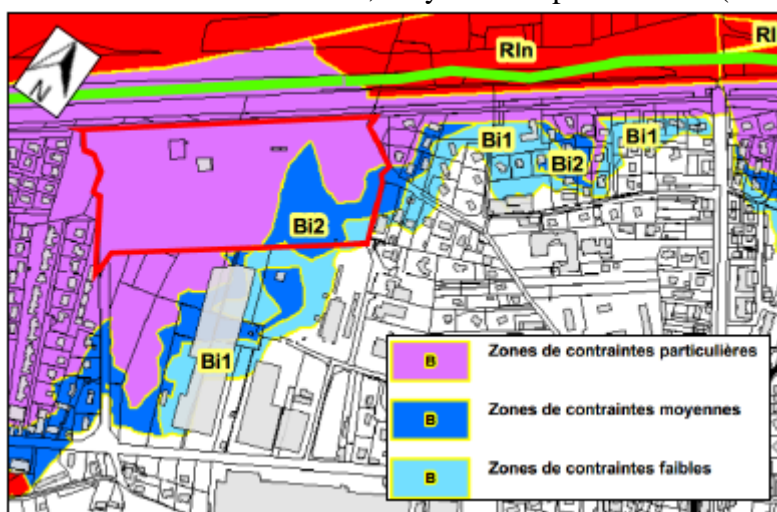 RIn
RI
N
Bi1
Bi1
Bi2
Bi2
Bi1
B Zones de contraintes particulières
B Zones de contraintes moyennes
B Zones de contraintes faibles